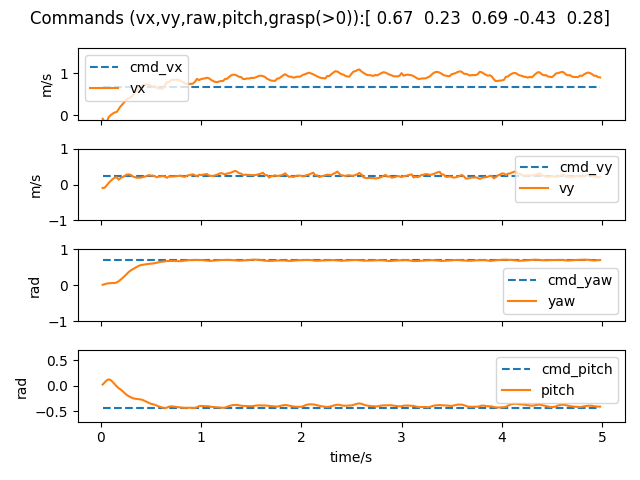 Commands (vx,vy,raw,pitch,grasp(>0)):[ 0.67 0.23 0.69 -0.43 0.28]
m/s
1
0
cmd_vx
vx
m/s
1
0
−1
cmd_vy
vy
rad
1
0
−1
cmd_yaw
yaw
rad
0.5
0.0
−0.5
cmd_pitch
pitch
0 1 2 3 4 5
time/s